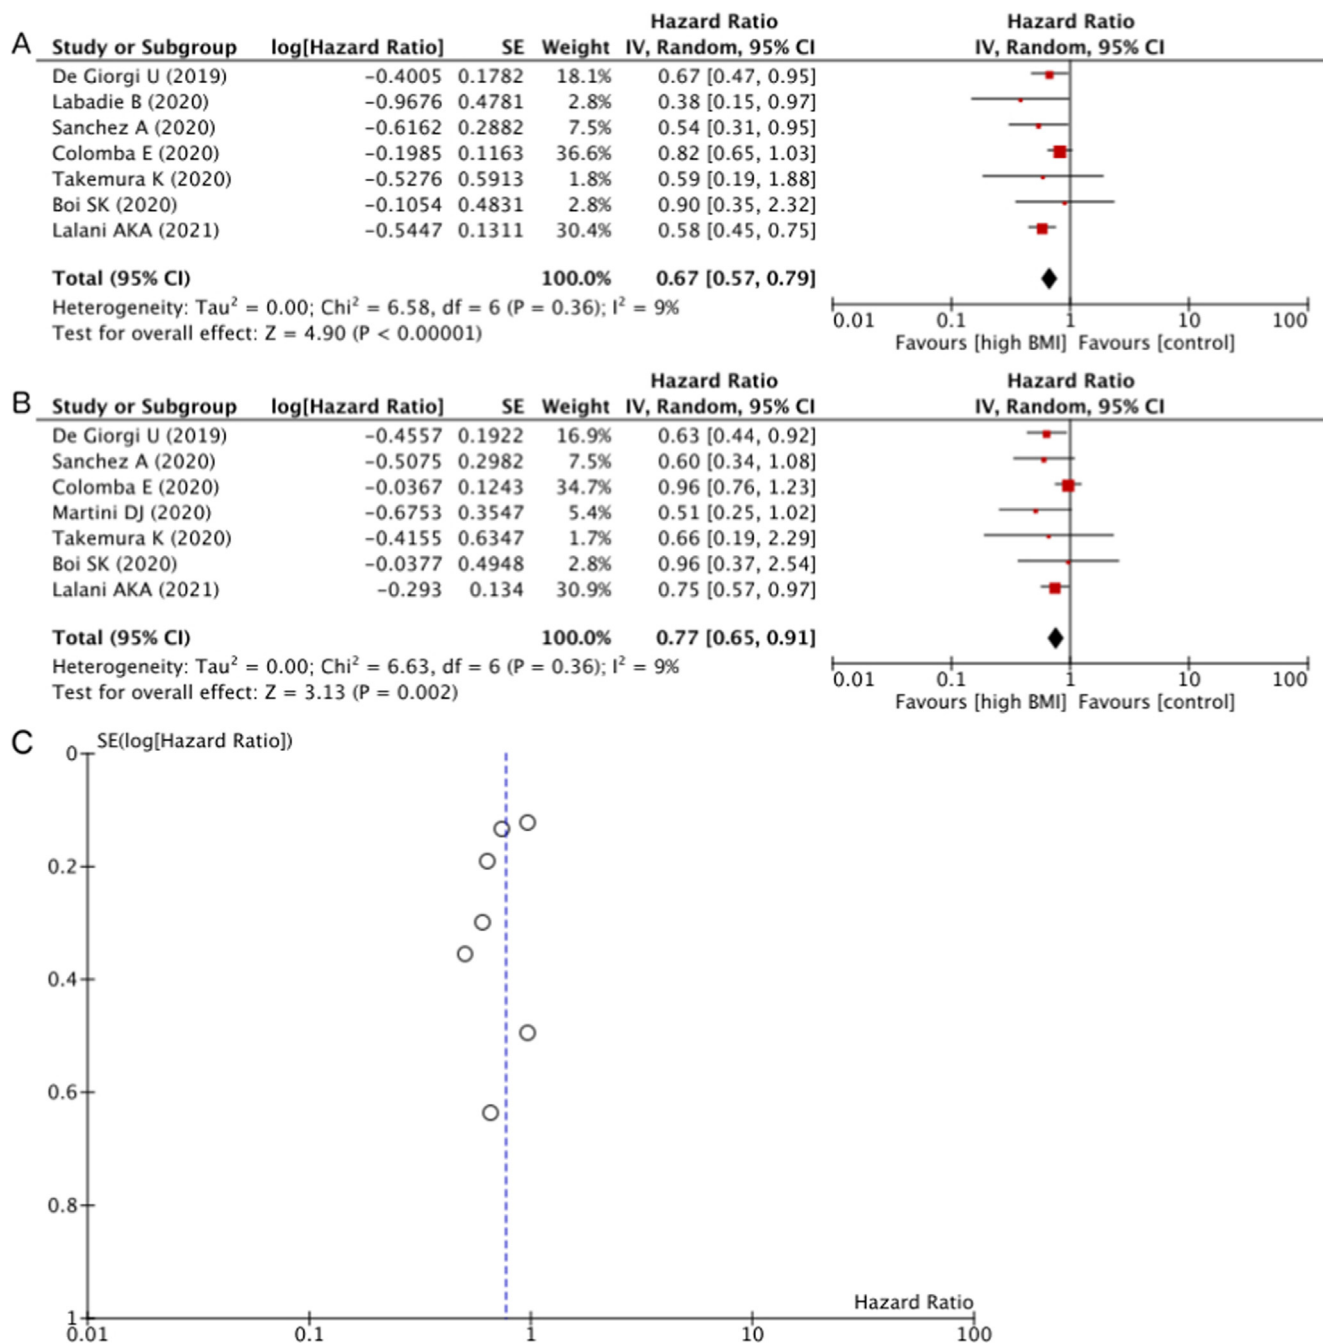 Hazard Ratio Hazard Ratio
A Study or Subgroup log[Hazard Ratio] SE Weight IV, Random, 95% CI IV, Random, 95% CI
De Giorgi U (2019) −0.4005 0.1782 18.1% 0.67 [0.47, 0.95]
Labadie B (2020) −0.9676 0.4781 2.8% 0.38 [0.15, 0.97]
Sanchez A (2020) −0.6162 0.2882 7.5% 0.54 [0.31, 0.95]
Colomba E (2020) −0.1985 0.1163 36.6% 0.82 [0.65, 1.03]
Takemura K (2020) −0.5276 0.5913 1.8% 0.59 [0.19, 1.88]
Boi SK (2020) −0.1054 0.4831 2.8% 0.90 [0.35, 2.32]
Lalani AKA (2021) −0.5447 0.1311 30.4% 0.58 [0.45, 0.75]
Total (95% CI) 100.0% 0.67 [0.57, 0.79]
Heterogeneity: Tau² = 0.00; Chi² = 6.58, df = 6 (P = 0.36); I² = 9%
Test for overall effect: Z = 4.90 (P < 0.00001)
0.01 0.1 1 10 100
Favours [high BMI] Favours [control]
Hazard Ratio Hazard Ratio
B Study or Subgroup log[Hazard Ratio] SE Weight IV, Random, 95% CI IV, Random, 95% CI
De Giorgi U (2019) −0.4557 0.1922 16.9% 0.63 [0.44, 0.92]
Sanchez A (2020) −0.5075 0.2982 7.5% 0.60 [0.34, 1.08]
Colomba E (2020) −0.0367 0.1243 34.7% 0.96 [0.76, 1.23]
Martini DJ (2020) −0.6753 0.3547 5.4% 0.51 [0.25, 1.02]
Takemura K (2020) −0.4155 0.6347 1.7% 0.66 [0.19, 2.29]
Boi SK (2020) −0.0377 0.4948 2.8% 0.96 [0.37, 2.54]
Lalani AKA (2021) −0.293 0.134 30.9% 0.75 [0.57, 0.97]
Total (95% CI) 100.0% 0.77 [0.65, 0.91]
Heterogeneity: Tau² = 0.00; Chi² = 6.63, df = 6 (P = 0.36); I² = 9%
Test for overall effect: Z = 3.13 (P = 0.002)
0.01 0.1 1 10 100
Favours [high BMI] Favours [control]
C SE(log[Hazard Ratio])
0
0.2
0.4
0.6
0.8
1
Hazard Ratio
0.01 0.1 1 10 100